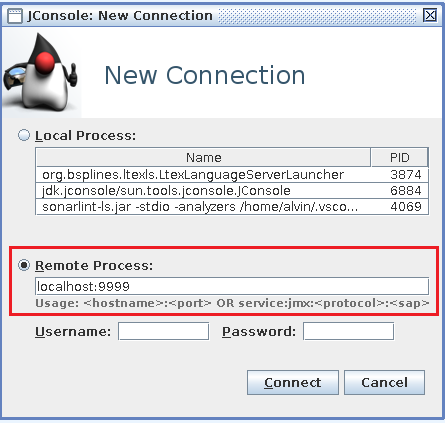 JConsole: New Connection
New Connection
Local Process:
Name PID
org.bsplines.ltexls.LtexLanguageServerLauncher 3874
jdk.jconsole/sun.tools.jconsole.JConsole 6884
sonarlint-ls.jar -stdio -analyzers /home/alvin/.vsco... 4069
Remote Process:
localhost:9999
Usage: <hostname>:<port> OR service:jmx:<protocol>:<sap>
Username: Password:
Connect Cancel